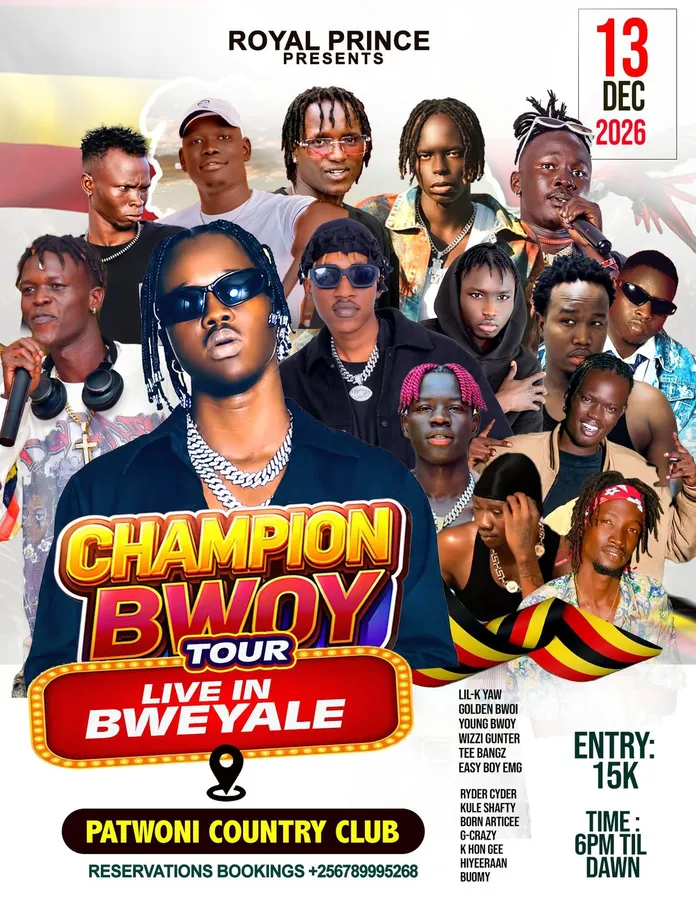 ROYAL PRINCE
PRESENTS
13
DEC
2026
CHAMPION
BWOY
TOUR
LIVE IN
BWEYALE
PATWONI COUNTRY CLUB
RESERVATIONS BOOKINGS +256789995268
LIL-K YAW
GOLDEN BWOI
YOUNG BWOY
WIZZI GUNTER
TEE BANGZ
EASY BOY EMG
RYDER CYDER
KULE SHAFTY
BORN ARTICEE
G-CRAZY
K HON GEE
HIYEERAAN
BUOMY
ENTRY:
15K
TIME :
6PM TIL
DAWN